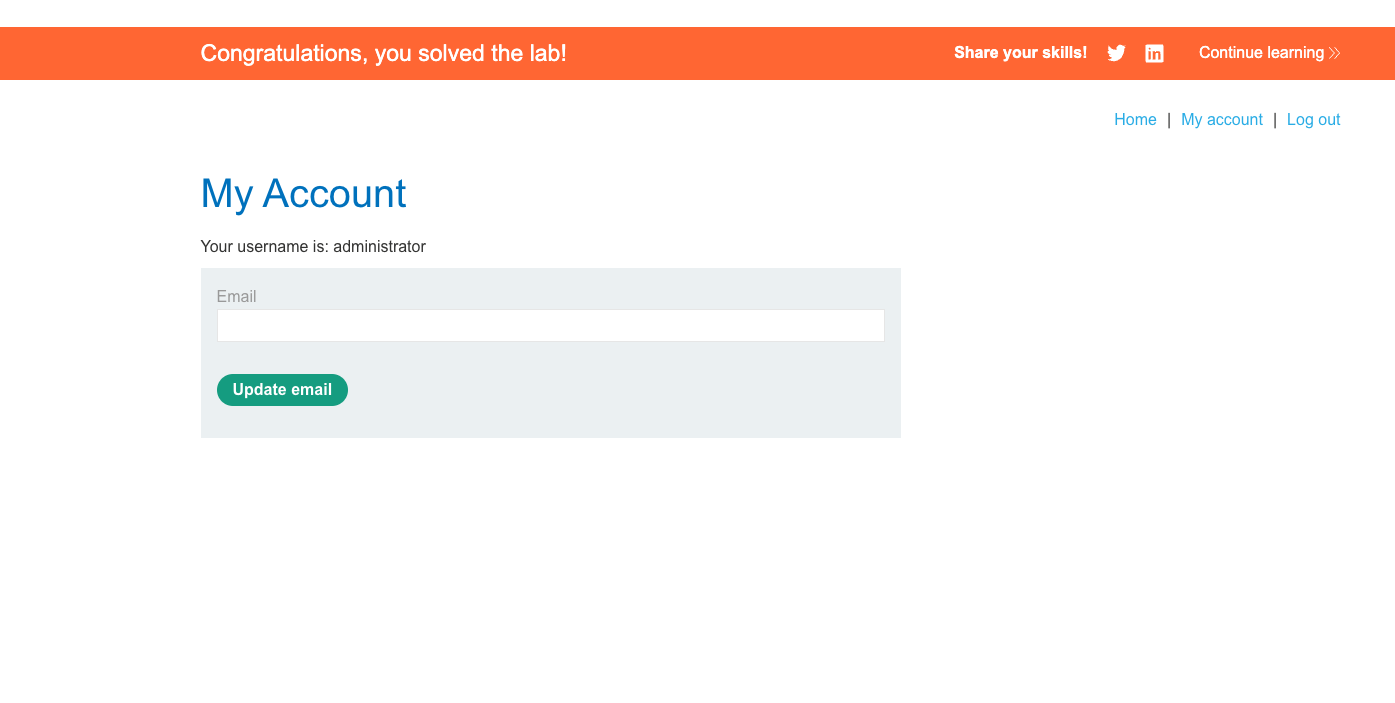 Congratulations, you solved the lab!
Share your skills!
Continue learning
Home | My account | Log out
My Account
Your username is: administrator
Email
Update email